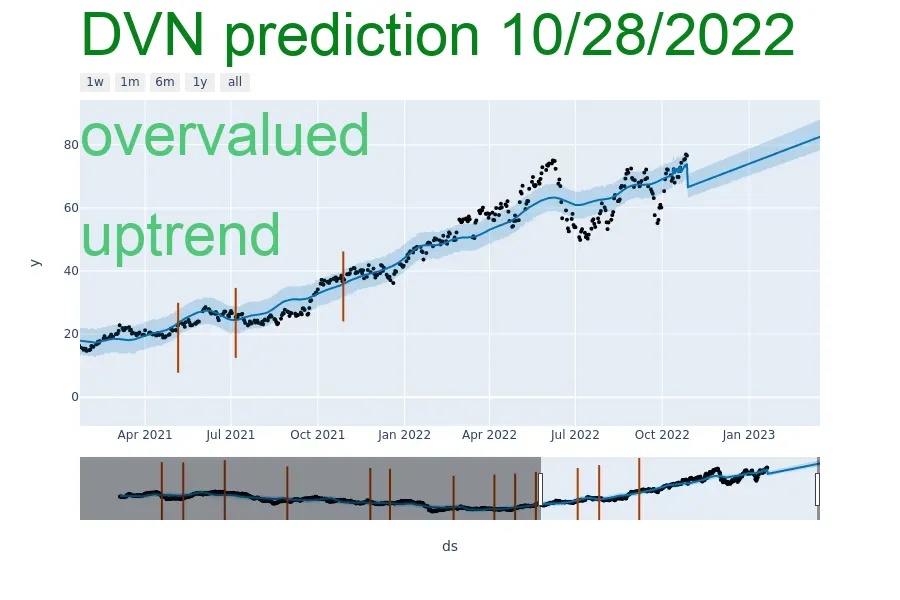 DVN prediction 10/28/2022
1w 1m 6m 1y all
overvalued
uptrend
80
60
40
20
0
y
Apr 2021 Jul 2021 Oct 2021 Jan 2022 Apr 2022 Jul 2022 Oct 2022 Jan 2023
ds